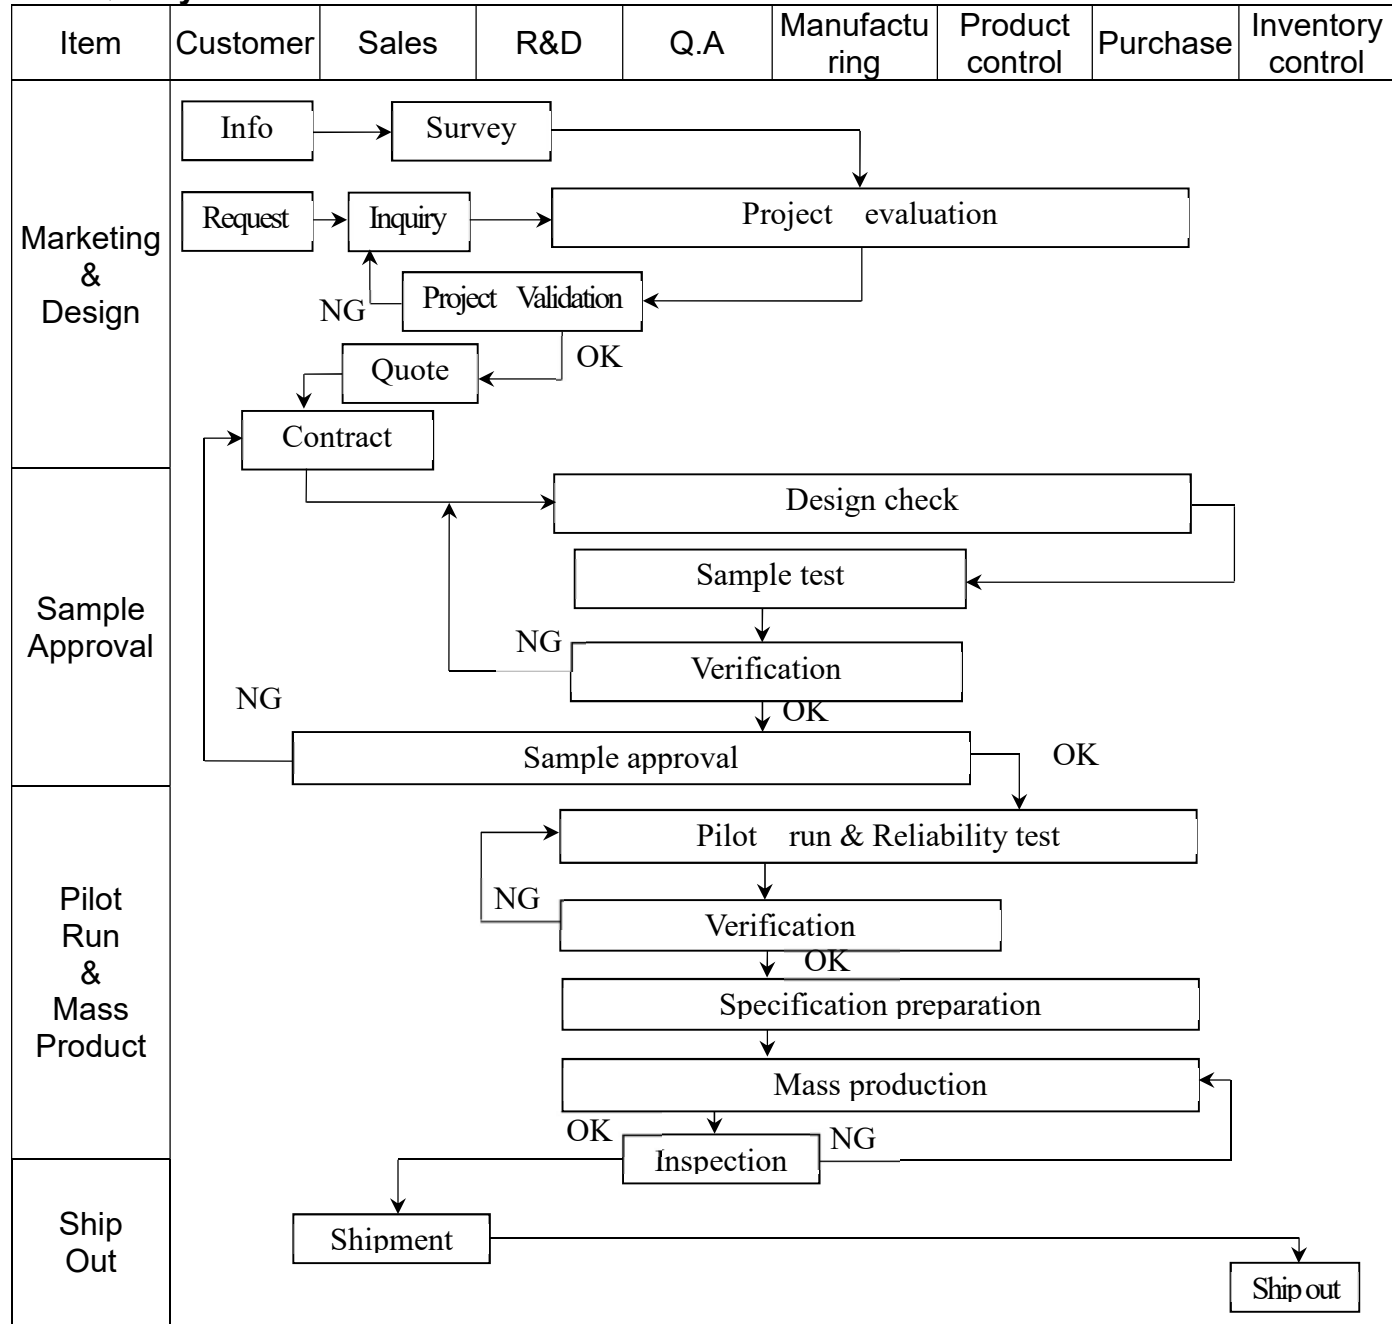 Item Customer Sales R&D Q.A Manufactu Product Purchase Inventory
ring control control
Info Survey
Request Inquiry Project evaluation
Marketing
&
Design
NG Project Validation
OK
Quote
Contract
Design check
Sample test
Sample
Approval
NG Verification
NG OK
Sample approval OK
Pilot run & Reliability test
Pilot
Run
&
Mass
Product
NG Verification
OK
Specification preparation
Mass production
OK NG
Inspection
Ship
Out
Shipment
Ship out